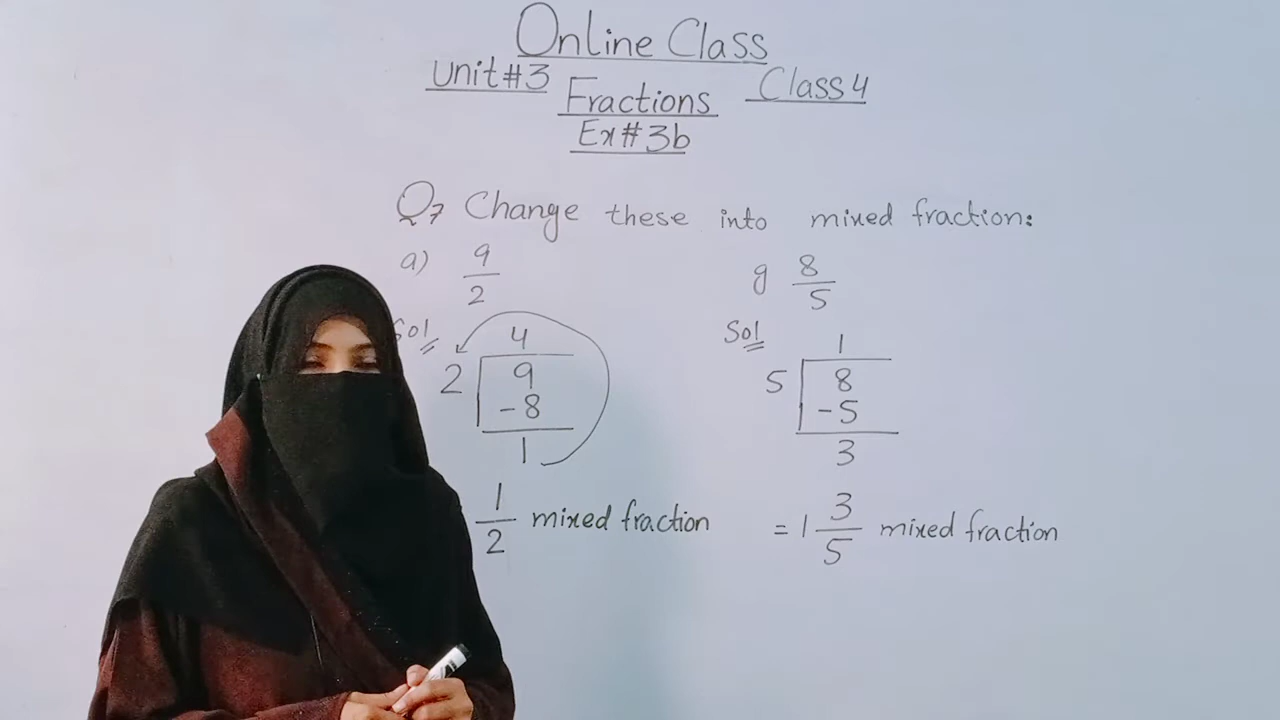 Online Class
Unit#3
Class 4
Fractions
Ex#3b
Q7 Change these into mixed fraction:
a) 9/2
Sol
4
2 9
-8
1
1/2 mixed fraction
g 8/5
Sol
1
5 8
-5
3
= 1 3/5 mixed fraction